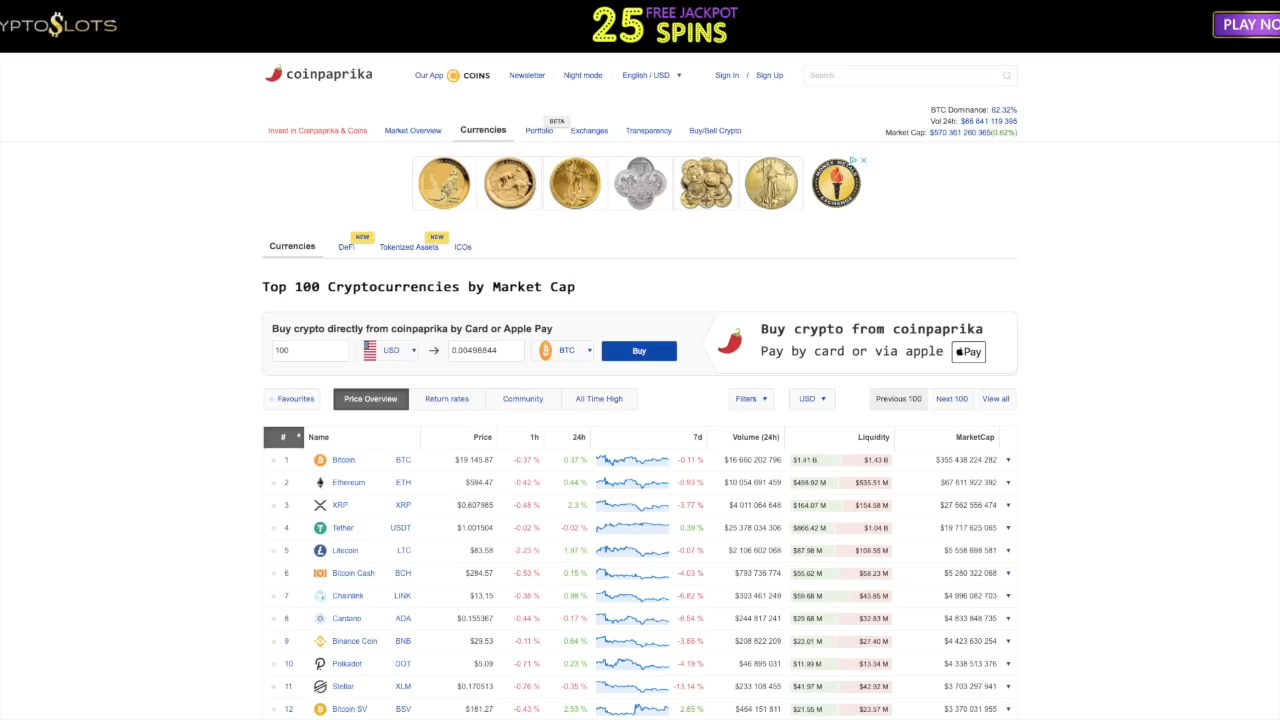 YPTO$LOTS
25 FREE JACKPOT SPINS
PLAY NO
coinpaprika
Our App COINS Newsletter Night mode English / USD ▼ Sign In / Sign Up Search...
BTC Dominance: 62.32%
Vol 24h: $66 841 119 395
Market Cap: $570 361 260 365(0.62%)
BETA
Invest in Coinpaprika & Coins Market Overview Currencies Portfolio Exchanges Transparency Buy/Sell Crypto
MONEY METALS EXCHANGE
NEW NEW
Currencies DeFi Tokenized Assets ICOs
Top 100 Cryptocurrencies by Market Cap
Buy crypto directly from coinpaprika by Card or Apple Pay
100 USD ▼ → 0.00498844 BTC ▼ Buy
Buy crypto from coinpaprika
Pay by card or via apple Pay
Favourites Price Overview Return rates Community All Time High Filters ▼ USD ▼ Previous 100 Next 100 View all
# Name Price 1h 24h 7d Volume (24h) Liquidity MarketCap
1 Bitcoin BTC $19 145.87 -0.37 % 0.37 % -0.11 % $16 660 202 796 $1.41 B $1.43 B $355 438 224 282 ▼
2 Ethereum ETH $594.47 -0.42 % 0.44 % -0.93 % $10 054 691 459 $498.92 M $535.51 M $67 611 922 392 ▼
3 XRP XRP $0.607985 -0.48 % 2.3 % -3.77 % $4 011 064 648 $164.07 M $154.58 M $27 562 556 474 ▼
4 Tether USDT $1.001504 -0.02 % -0.02 % 0.39 % $25 378 034 306 $866.42 M $1.04 B $19 717 625 065 ▼
5 Litecoin LTC $83.58 -2.23 % 1.97 % -0.07 % $2 106 602 068 $87.98 M $108.55 M $5 558 698 581 ▼
6 Bitcoin Cash BCH $284.57 -0.53 % 0.15 % -4.03 % $793 736 774 $55.62 M $58.23 M $5 280 322 068 ▼
7 Chainlink LINK $13.15 -0.38 % 0.98 % -6.82 % $303 461 249 $59.68 M $43.85 M $4 996 082 703 ▼
8 Cardano ADA $0.155367 -0.44 % -0.17 % -6.54 % $244 817 241 $29.68 M $32.83 M $4 833 848 735 ▼
9 Binance Coin BNB $29.53 -0.11 % 0.64 % -3.86 % $208 822 209 $23.01 M $27.40 M $4 423 630 254 ▼
10 Polkadot DOT $5.09 -0.71 % 0.23 % -4.19 % $46 895 031 $11.99 M $13.34 M $4 338 513 376 ▼
11 Stellar XLM $0.170513 -0.76 % -0.35 % -13.14 % $233 108 455 $41.97 M $42.92 M $3 703 297 941 ▼
12 Bitcoin SV BSV $181.27 -0.43 % 2.53 % 2.85 % $464 151 811 $21.55 M $23.57 M $3 370 031 955 ▼